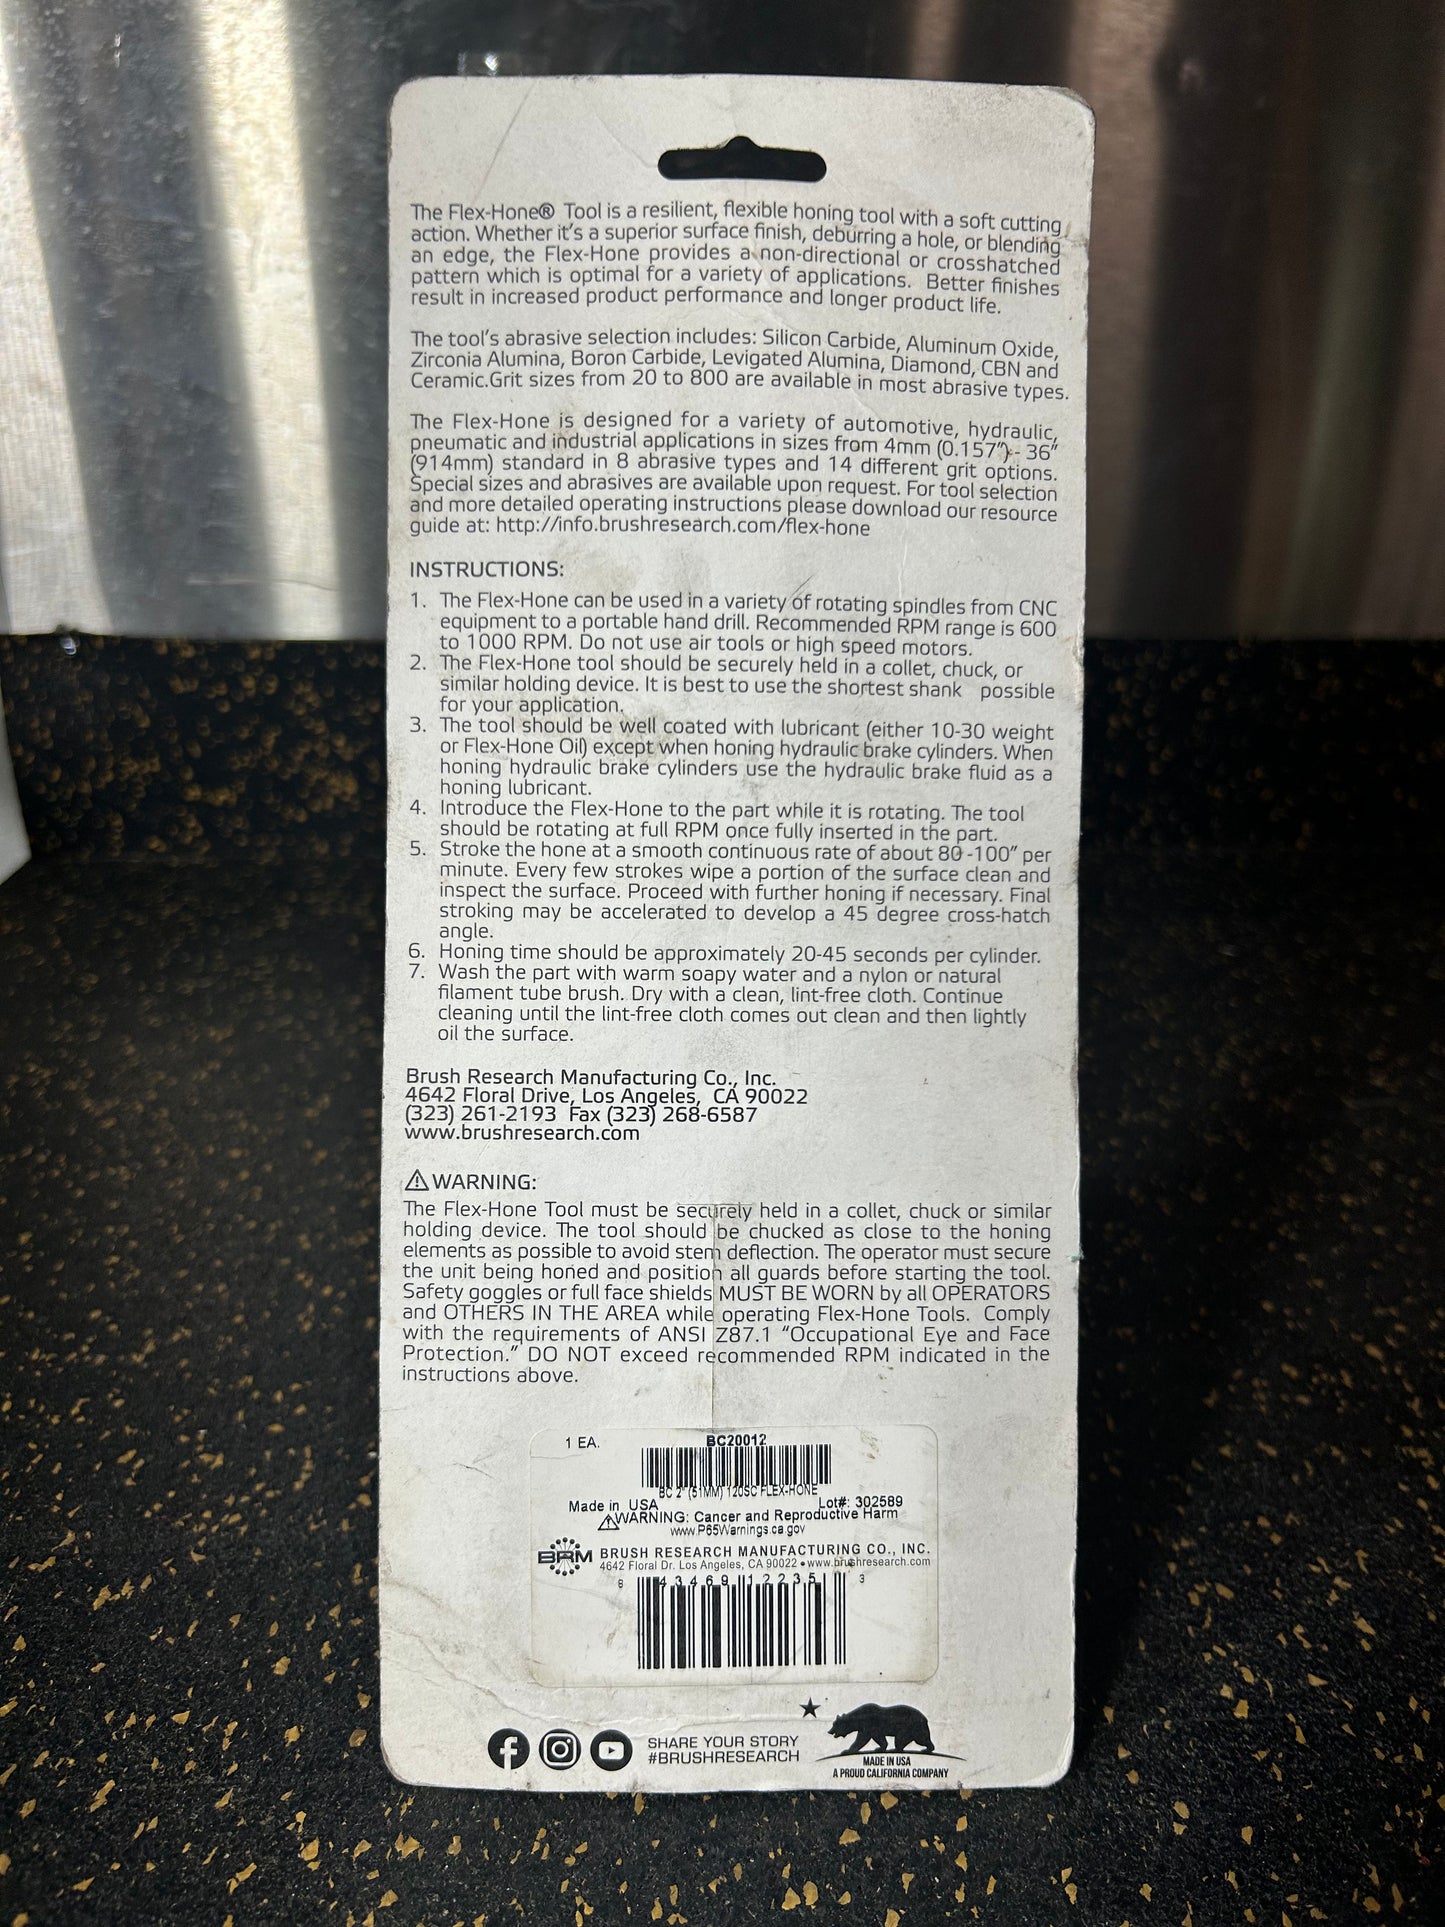 The Flex-Hone® Tool is a resilient, flexible honing tool with a soft cutting
action. Whether it's a superior surface finish, deburring a hole, or blending
an edge, the Flex-Hone provides a non-directional or crosshatched
pattern which is optimal for a variety of applications. Better finishes
result in increased product performance and longer product life.
The tool's abrasive selection includes: Silicon Carbide, Aluminum Oxide,
Zirconia Alumina, Boron Carbide, Levigated Alumina, Diamond, CBN and
Ceramic.Grit sizes from 20 to 800 are available in most abrasive types.
The Flex-Hone is designed for a variety of automotive, hydraulic,
pneumatic and industrial applications in sizes from 4mm (0.157") - 36"
(914mm) standard in 8 abrasive types and 14 different grit options.
Special sizes and abrasives are available upon request. For tool selection
and more detailed operating instructions please download our resource
guide at: http://info.brushresearch.com/flex-hone
INSTRUCTIONS:
1. The Flex-Hone can be used in a variety of rotating spindles from CNC
equipment to a portable hand drill. Recommended RPM range is 600
to 1000 RPM. Do not use air tools or high speed motors.
2. The Flex-Hone tool should be securely held in a collet, chuck, or
similar holding device. It is best to use the shortest shank possible
for your application.
3. The tool should be well coated with lubricant (either 10-30 weight
or Flex-Hone Oil) except when honing hydraulic brake cylinders. When
honing hydraulic brake cylinders use the hydraulic brake fluid as a
honing lubricant.
4. Introduce the Flex-Hone to the part while it is rotating. The tool
should be rotating at full RPM once fully inserted in the part.
5. Stroke the hone at a smooth continuous rate of about 80 -100" per
minute. Every few strokes wipe a portion of the surface clean and
inspect the surface. Proceed with further honing if necessary. Final
stroking may be accelerated to develop a 45 degree cross-hatch
angle.
6. Honing time should be approximately 20-45 seconds per cylinder.
7. Wash the part with warm soapy water and a nylon or natural
filament tube brush. Dry with a clean, lint-free cloth. Continue
cleaning until the lint-free cloth comes out clean and then lightly
oil the surface.
Brush Research Manufacturing Co., Inc.
4642 Floral Drive, Los Angeles, CA 90022
(323) 261-2193 Fax (323) 268-6587
www.brushresearch.com
⚠WARNING:
The Flex-Hone Tool must be securely held in a collet, chuck or similar
holding device. The tool should be chucked as close to the honing
elements as possible to avoid stem deflection. The operator must secure
the unit being honed and position all guards before starting the tool.
Safety goggles or full face shields MUST BE WORN by all OPERATORS
and OTHERS IN THE AREA while operating Flex-Hone Tools. Comply
with the requirements of ANSI Z87.1 “Occupational Eye and Face
Protection.” DO NOT exceed recommended RPM indicated in the
instructions above.
1 EA. BC20012
BC 2" (51MM) 120SC FLEX-HONE
Made in USA Lot#: 302589
⚠WARNING: Cancer and Reproductive Harm
www.P65Warnings.ca.gov
BRM BRUSH RESEARCH MANUFACTURING CO., INC.
4642 Floral Dr. Los Angeles, CA 90022 • www.brushresearch.com
6 43469 12235 3
SHARE YOUR STORY
#BRUSHRESEARCH
MADE IN USA
A PROUD CALIFORNIA COMPANY